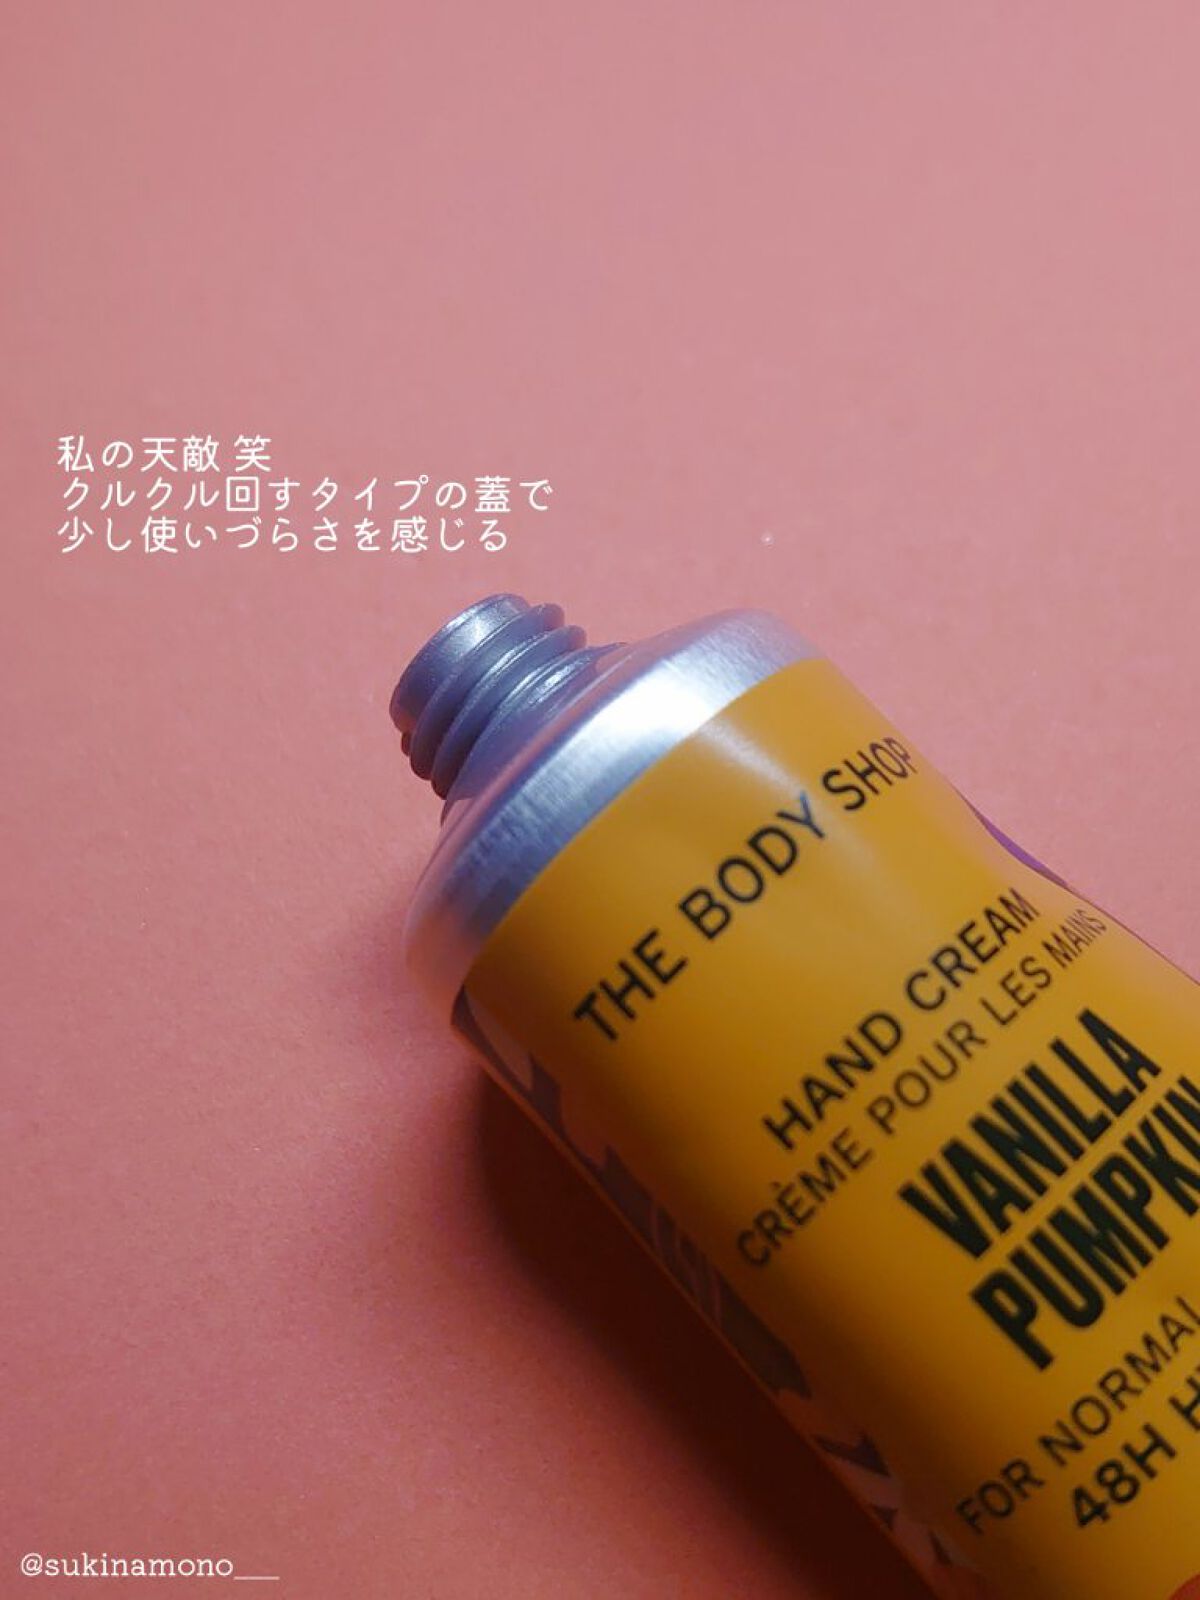 私の天敵 笑
クルクル回すタイプの蓋で
少し使いづらさを感じる
THE BODY SHOP
HAND CREAM
CRÈME POUR LES MAINS
VANILLA
PUMPKIN
FOR NORMAL
48H
@sukinamono___